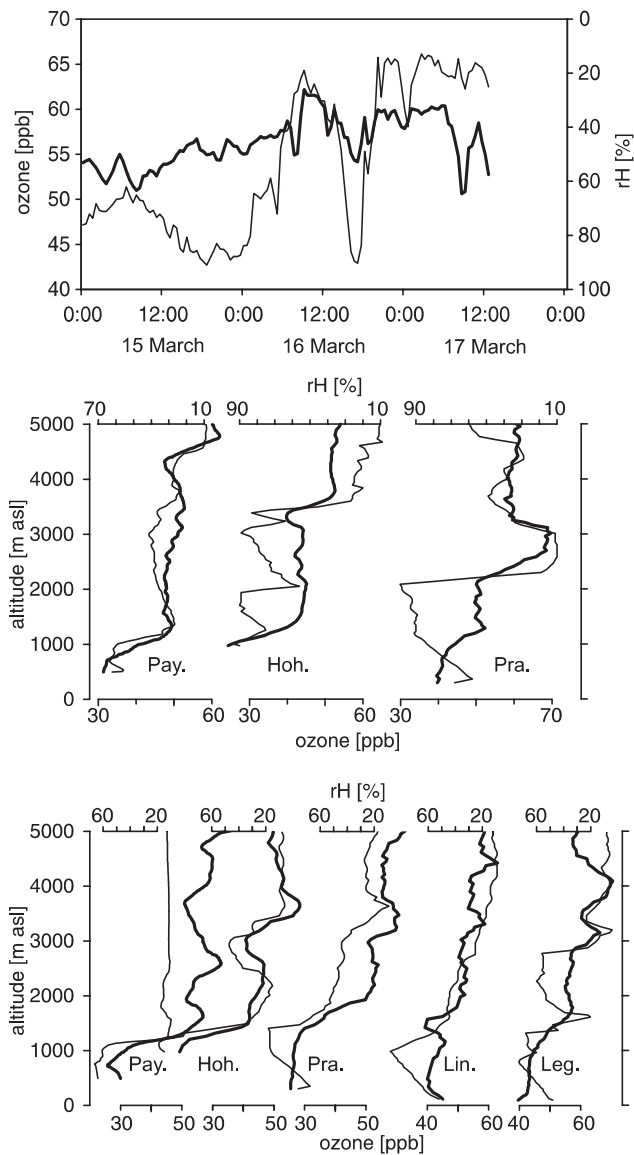 70 0
65 20
60 40
55 60
50
45 80
40 100
ozone [ppb]
rH [%]
0:00 12:00 0:00 12:00 0:00 12:00 0:00
15 March 16 March 17 March
rH [%]
70 10 90 10 90 10
5000
4000
3000
2000
1000
0
altitude [m asl]
Pay. Hoh. Pra.
30 60 30 60 30 70
ozone [ppb]
rH [%]
60 20 60 20 60 20 60 20 60 20
5000
4000
3000
2000
1000
0
altitude [m asl]
Pay. Hoh. Pra. Lin. Leg.
30 50 30 50 30 50 40 60 40 60
ozone [ppb]